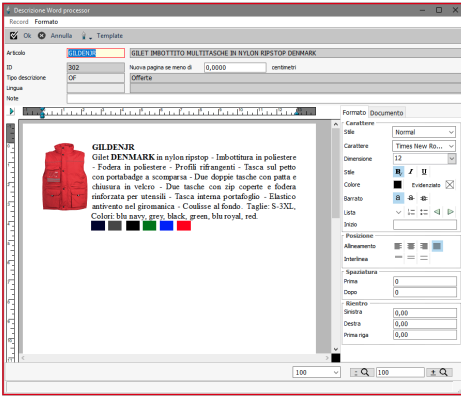 Descrizione Word processor
Record Formato
Ok Annulla Template
Articolo GILDENJR GILET IMBOTTITO MULTITASCHE IN NYLON RIPSTOP DENMARK
ID 302 Nuova pagina se meno di 0,0000 centimetri
Tipo descrizione OF Offerte
Lingua
Note
Formato Documento
Carattere
Stile Normal
Carattere Times New Ro...
Dimensione 12
Stile B I U
Colore Evidenziato
Barrato
Lista
Inizio
Posizione
Allineamento
Interlinea
Spaziatura
Prima 0
Dopo 0
Rientro
Sinistra 0,00
Destra 0,00
Prima riga 0,00
GILDENJR
Gilet DENMARK in nylon ripstop - Imbottitura in poliestere
- Fodera in poliestere - Profili rifrangenti - Tasca sul petto
con portabadge a scomparsa - Due doppie tasche con patta e
chiusura in velcro - Due tasche con zip coperte e fodera
rinforzata per utensili - Tasca interna portafoglio - Elastico
antivento nel giromanica - Coulisse al fondo. Taglie: S-3XL,
Colori: blu navy, grey, black, green, blu royal, red.
100 100